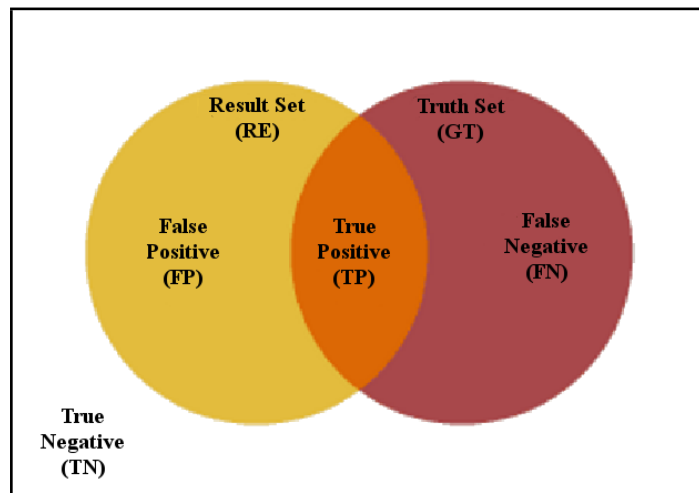 Result Set
(RE)
Truth Set
(GT)
False
Positive
(FP)
True
Positive
(TP)
False
Negative
(FN)
True
Negative
(TN)